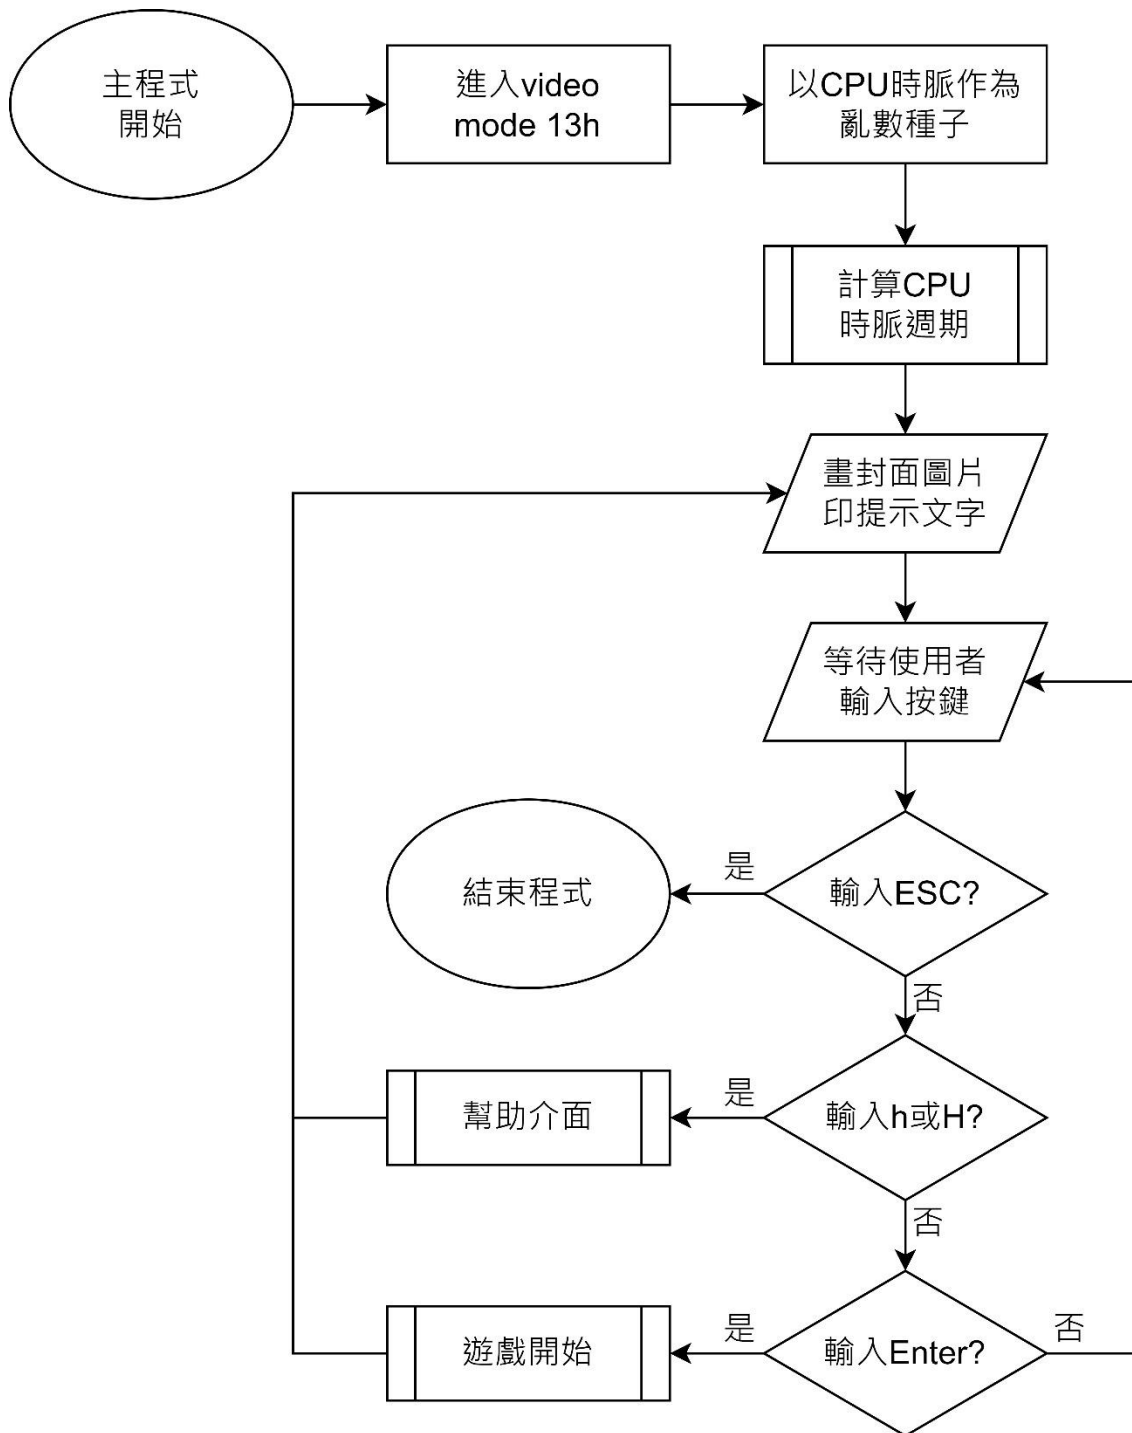 主程式
開始
進入video
mode 13h
以CPU時脈作為
亂數種子
計算CPU
時脈週期
畫封面圖片
印提示文字
等待使用者
輸入按鍵
輸入ESC?
是
結束程式
否
輸入h或H?
是
幫助介面
否
輸入Enter?
是
遊戲開始
否